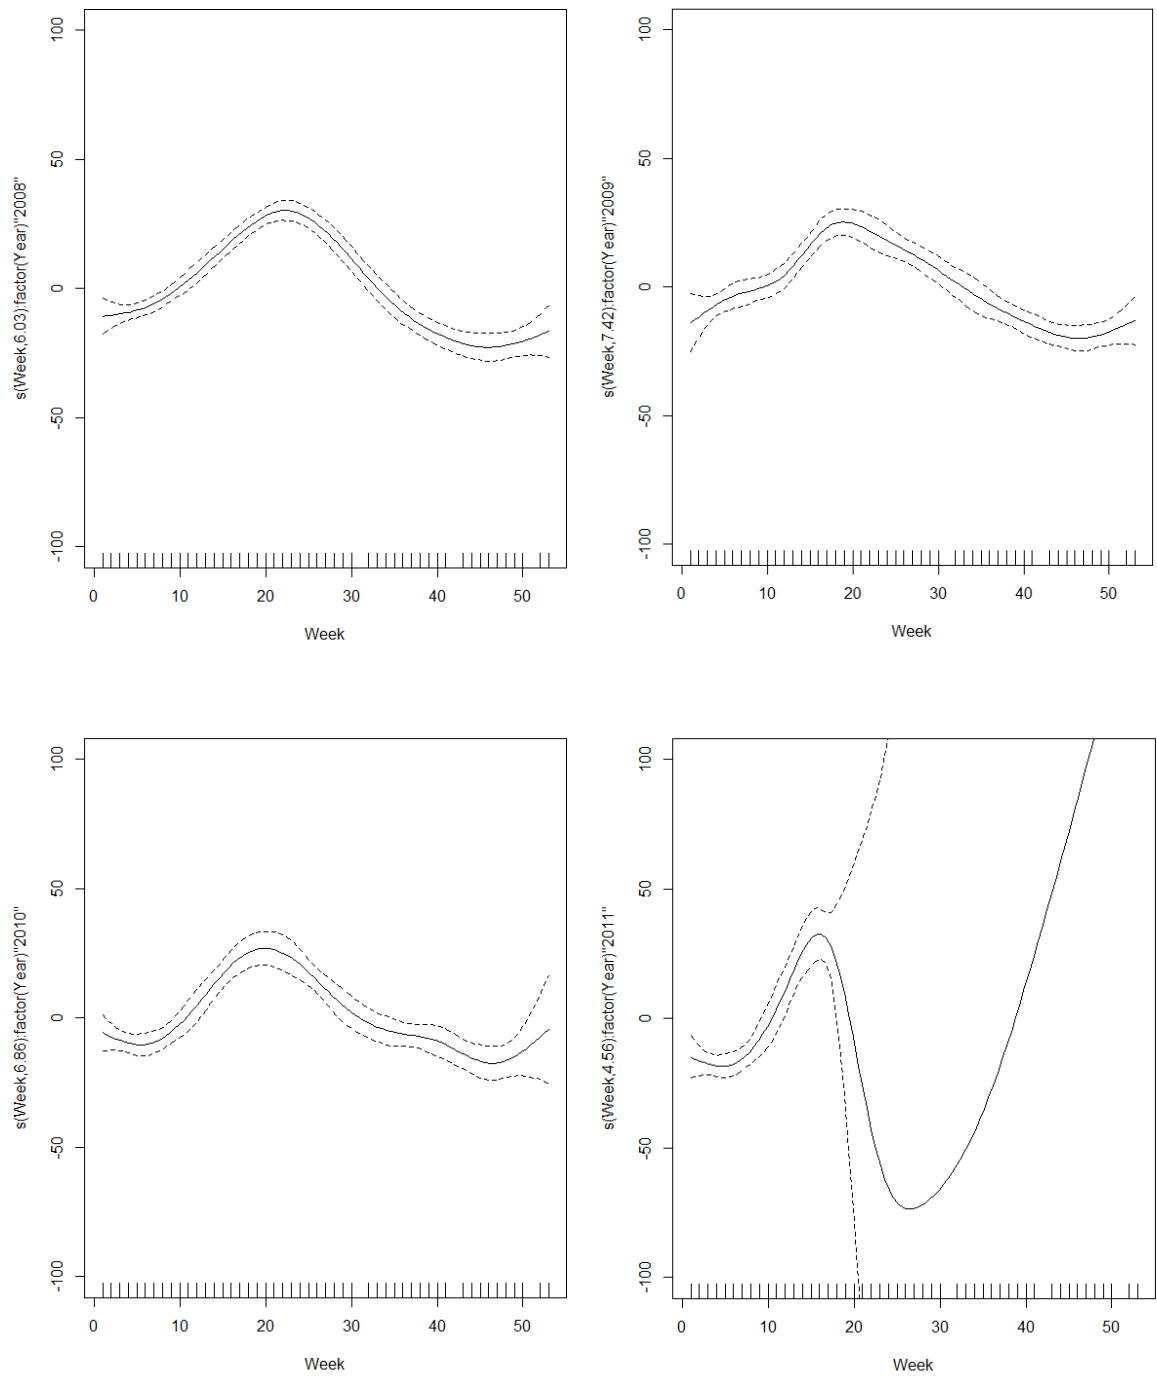 s(Week,6.03):factor(Year)"2008"
100
50
0
-50
-100
0 10 20 30 40 50
Week
s(Week,7.42):factor(Year)"2009"
100
50
0
-50
-100
0 10 20 30 40 50
Week
s(Week,6.86):factor(Year)"2010"
100
50
0
-50
-100
0 10 20 30 40 50
Week
s(Week,4.56):factor(Year)"2011"
100
50
0
-50
-100
0 10 20 30 40 50
Week